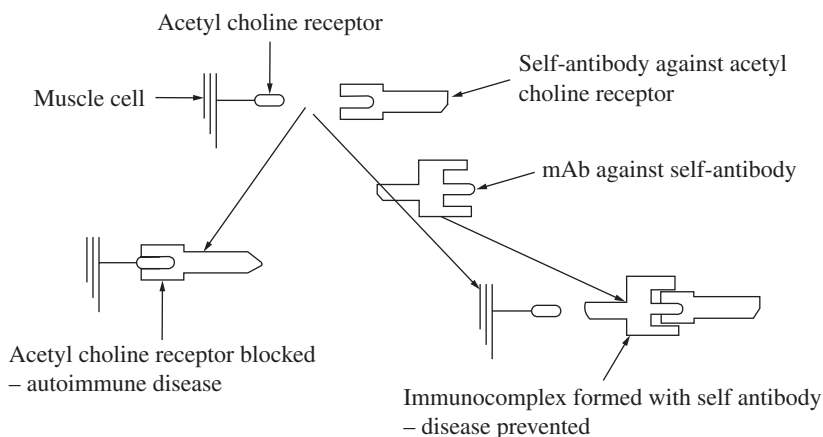 Acetyl choline receptor
Muscle cell
Self-antibody against acetyl
choline receptor
mAb against self-antibody
Acetyl choline receptor blocked
– autoimmune disease
Immunocomplex formed with self antibody
– disease prevented